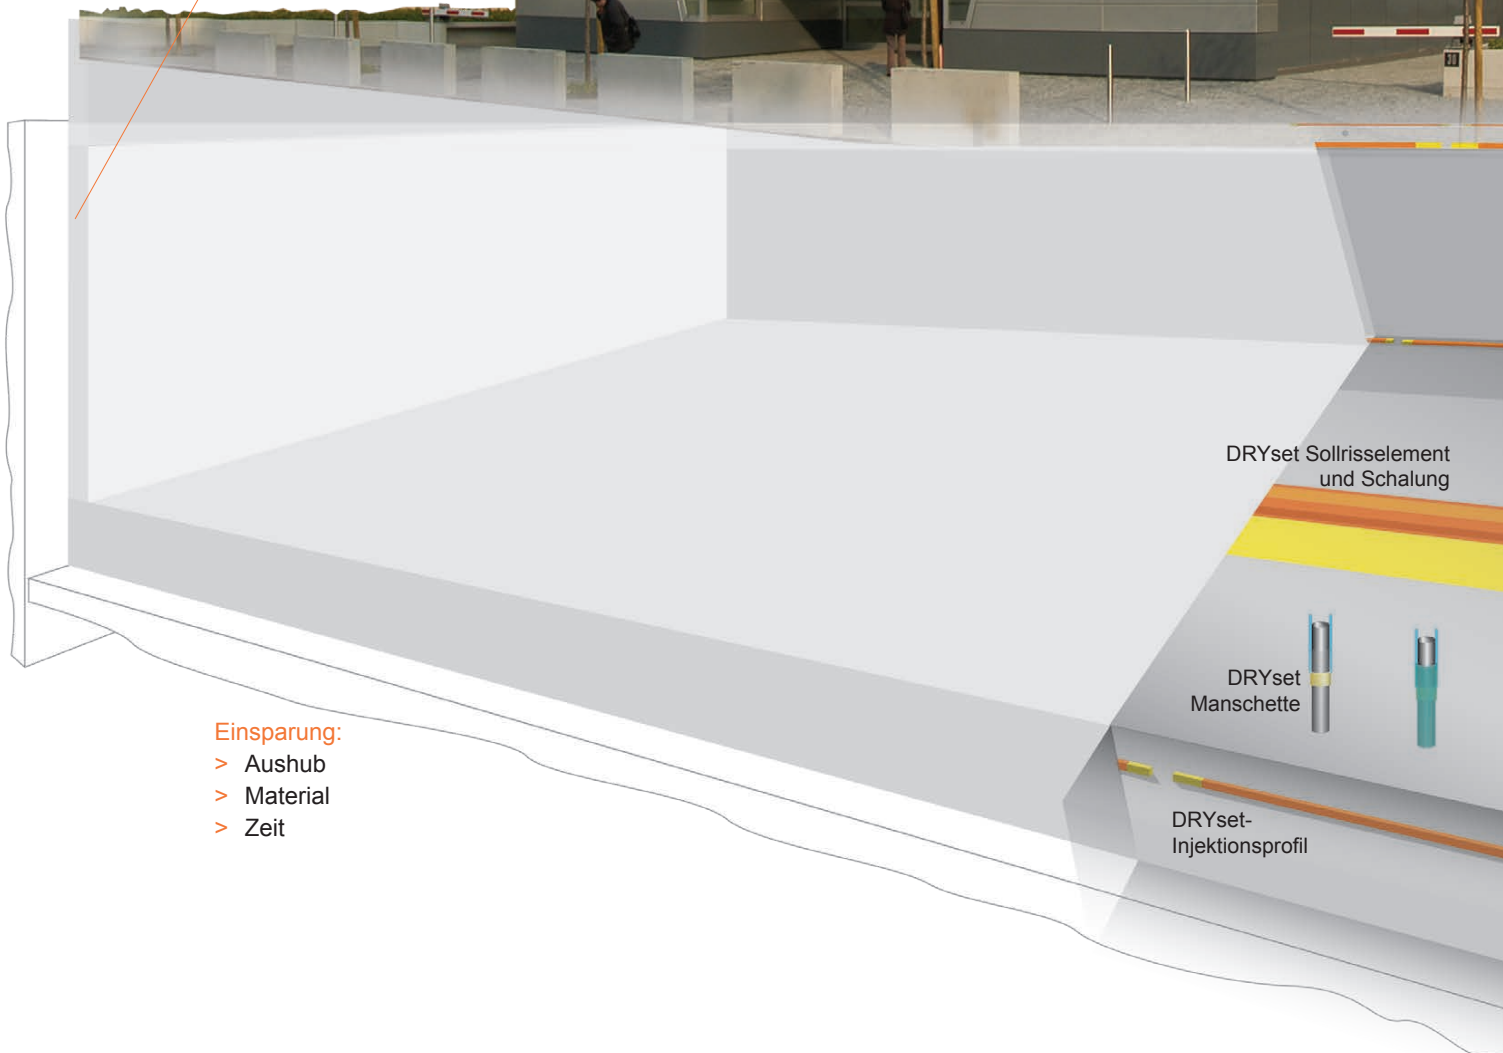 DRYset Sollrisselement
und Schalung
DRYset
Manschette
Einsparung:
> Aushub
> Material
> Zeit
DRYset-
Injektionsprofil